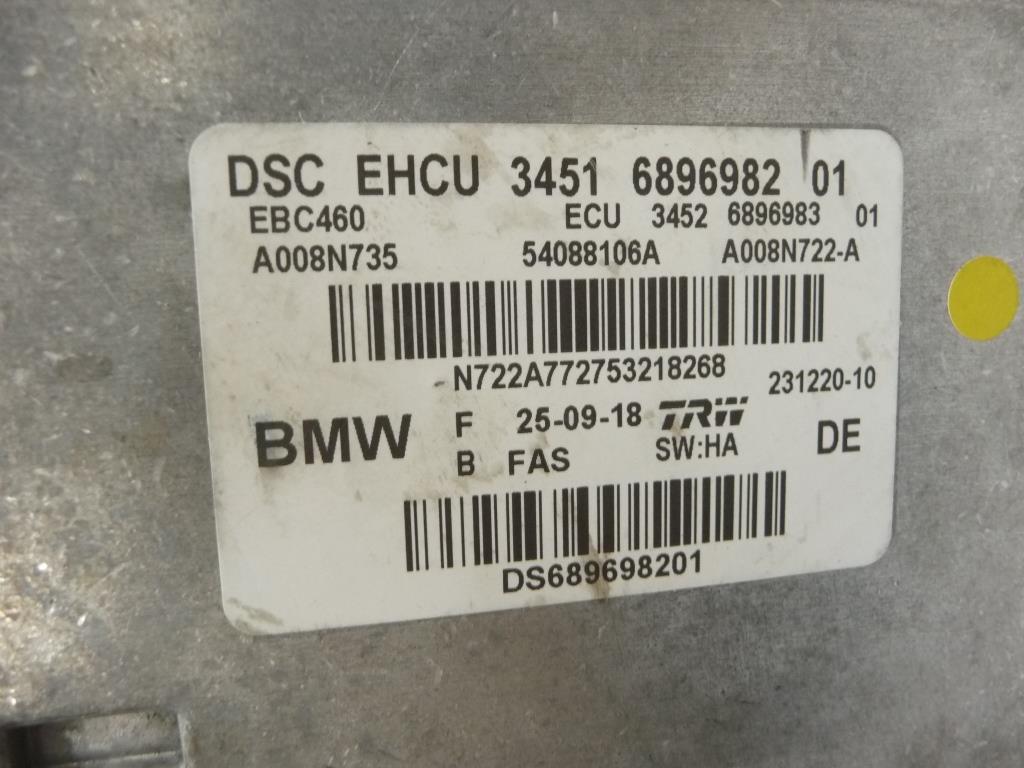 DSC EHCU 3451 6896982 01
EBC460 ECU 3452 6896983 01
A008N735 54088106A A008N722-A
N722A772753218268
231220-10
BMW F 25-09-18 TRW
B FAS SW:HA DE
DS689698201